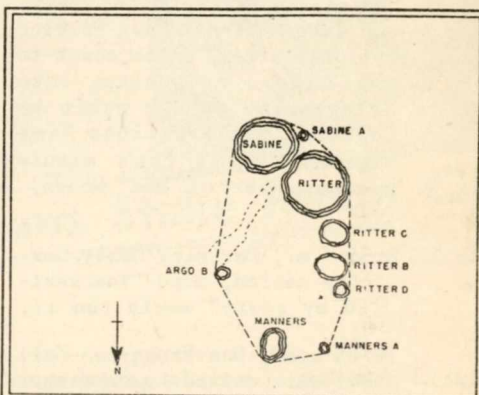 SABINE A
SABINE
RITTER
RITTER C
RITTER B
ARGO B
RITTER D
MANNERS
MANNERS A
N